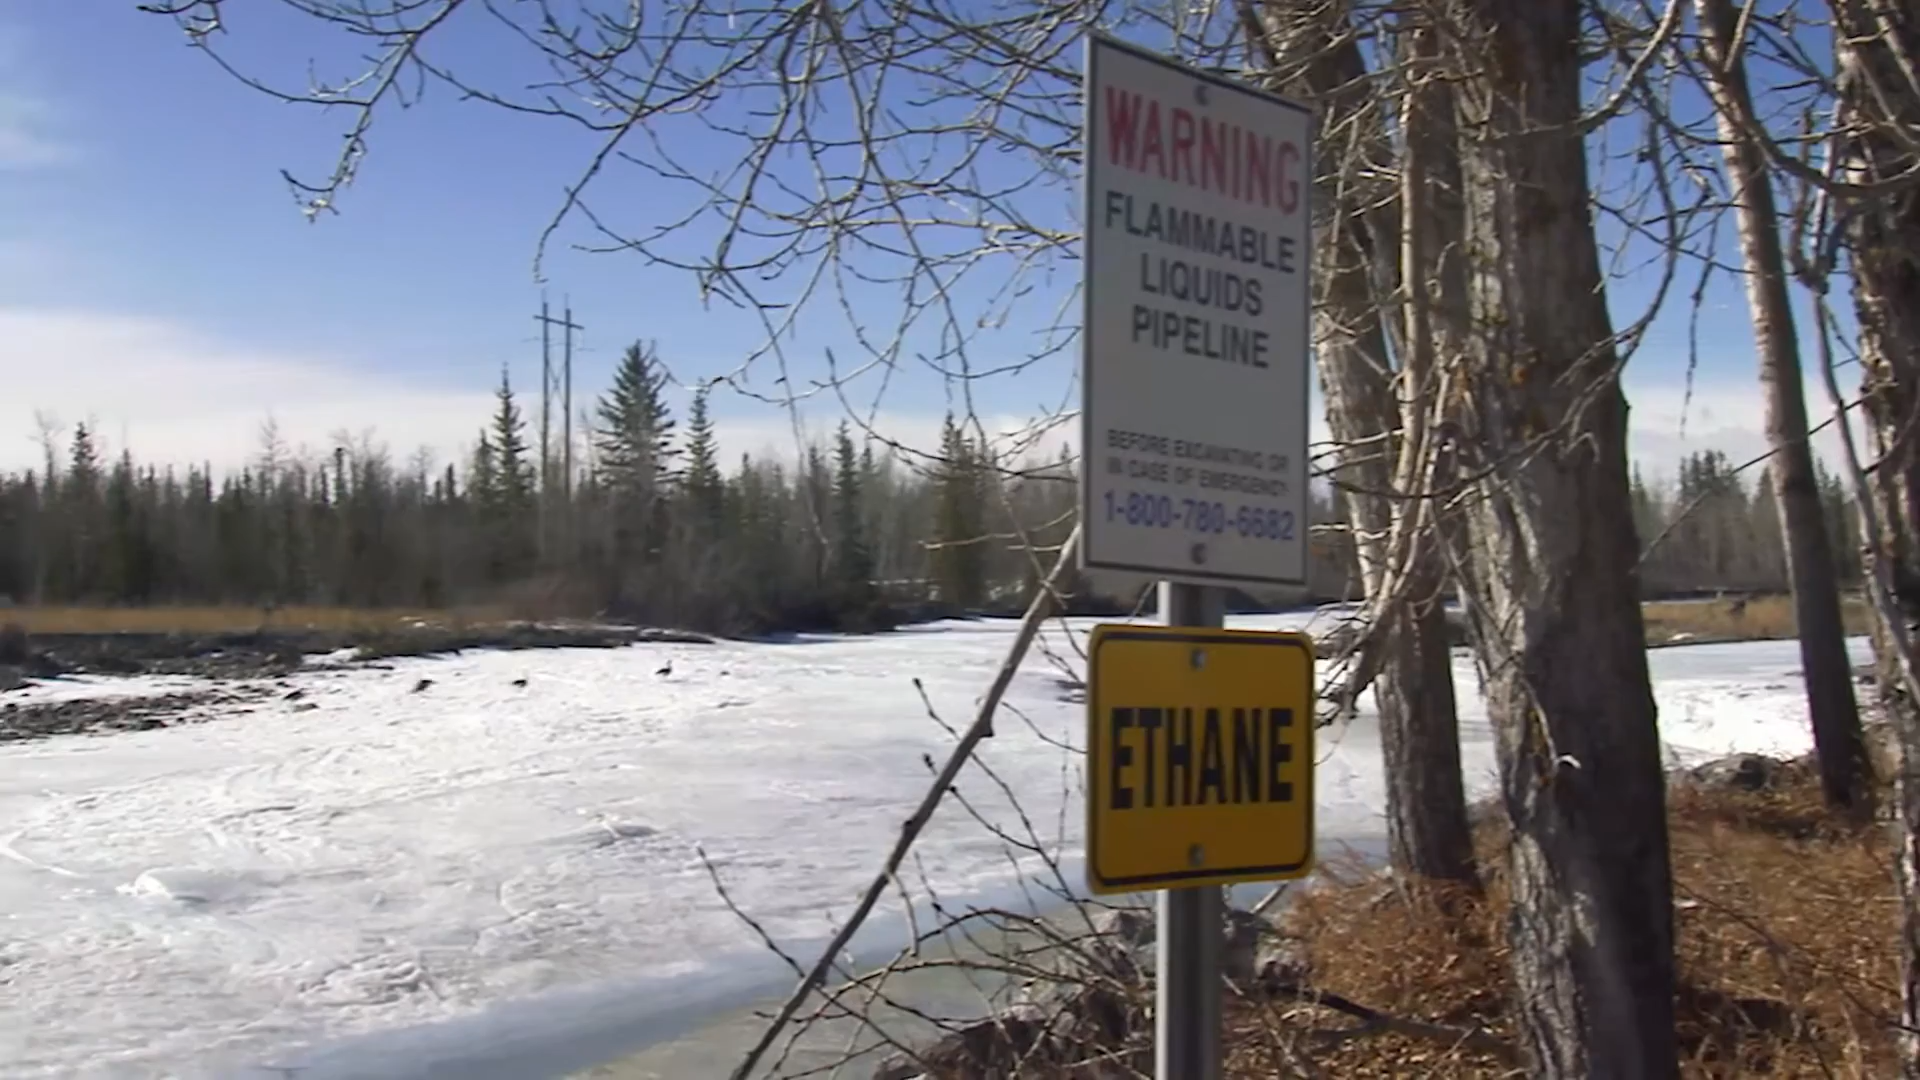 WARNING
FLAMMABLE
LIQUIDS
PIPELINE
BEFORE EXCAVATING OR
IN CASE OF EMERGENCY
1-800-780-6682
ETHANE